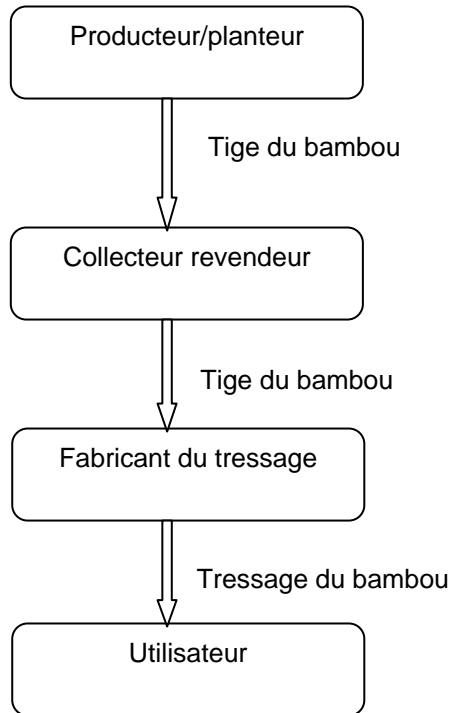 Producteur/planteur
Tige du bambou
Collecteur revendeur
Tige du bambou
Fabricant du tressage
Tressage du bambou
Utilisateur